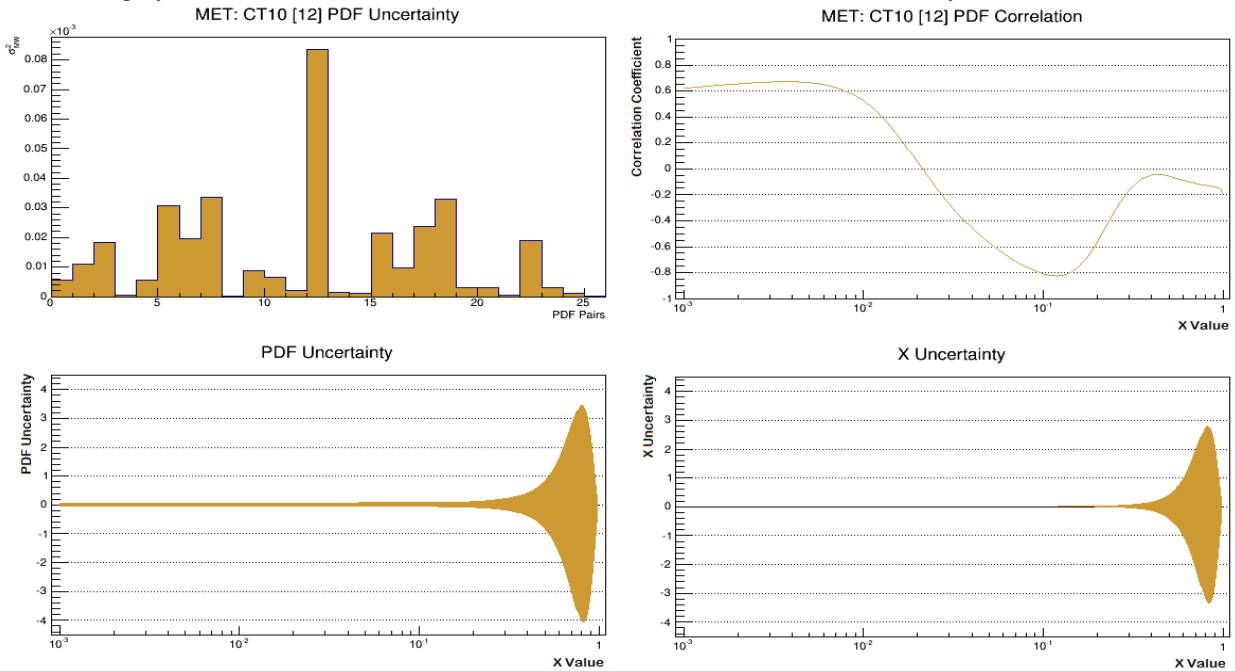 MET: CT10 [12] PDF Uncertainty
×10⁻³
σ²MW
0.08
0.07
0.06
0.05
0.04
0.03
0.02
0.01
0
0 5 10 15 20 25
PDF Pairs
MET: CT10 [12] PDF Correlation
Correlation Coefficient
1
0.8
0.6
0.4
0.2
0
-0.2
-0.4
-0.6
-0.8
-1
10⁻³ 10⁻² 10⁻¹ 1
X Value
PDF Uncertainty
PDF Uncertainty
4
3
2
1
0
-1
-2
-3
-4
10⁻³ 10⁻² 10⁻¹ 1
X Value
X Uncertainty
X Uncertainty
4
3
2
1
0
-1
-2
-3
-4
10⁻³ 10⁻² 10⁻¹ 1
X Value